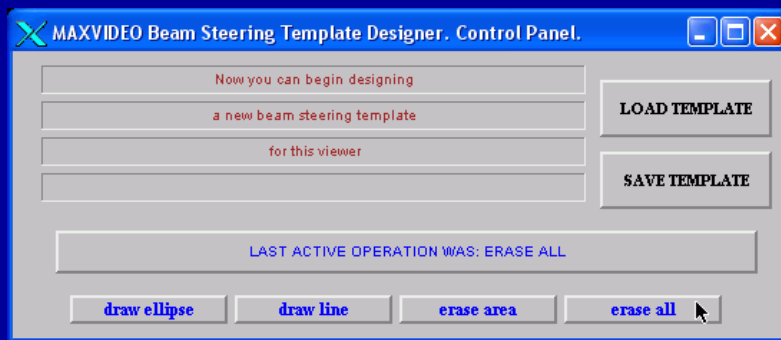 MAXVIDEO Beam Steering Template Designer. Control Panel.
Now you can begin designing
a new beam steering template
for this viewer
LOAD TEMPLATE
SAVE TEMPLATE
LAST ACTIVE OPERATION WAS: ERASE ALL
draw ellipse
draw line
erase area
erase all